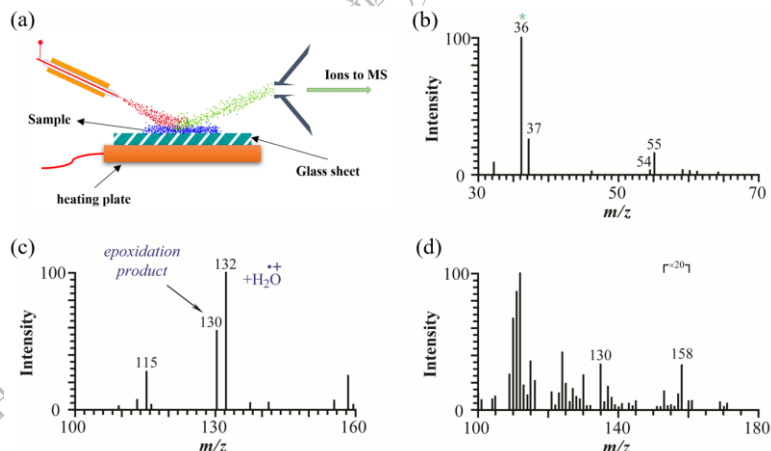 (a)
Ions to MS
Sample
Glass sheet
heating plate
(b)
*
36
100
Intensity
37
55
54
0
30
50
70
m/z
(c)
epoxidation
product
132
•+
+H₂O
100
Intensity
130
115
0
100
130
160
m/z
(d)
×20
100
Intensity
130
158
0
100
140
180
m/z